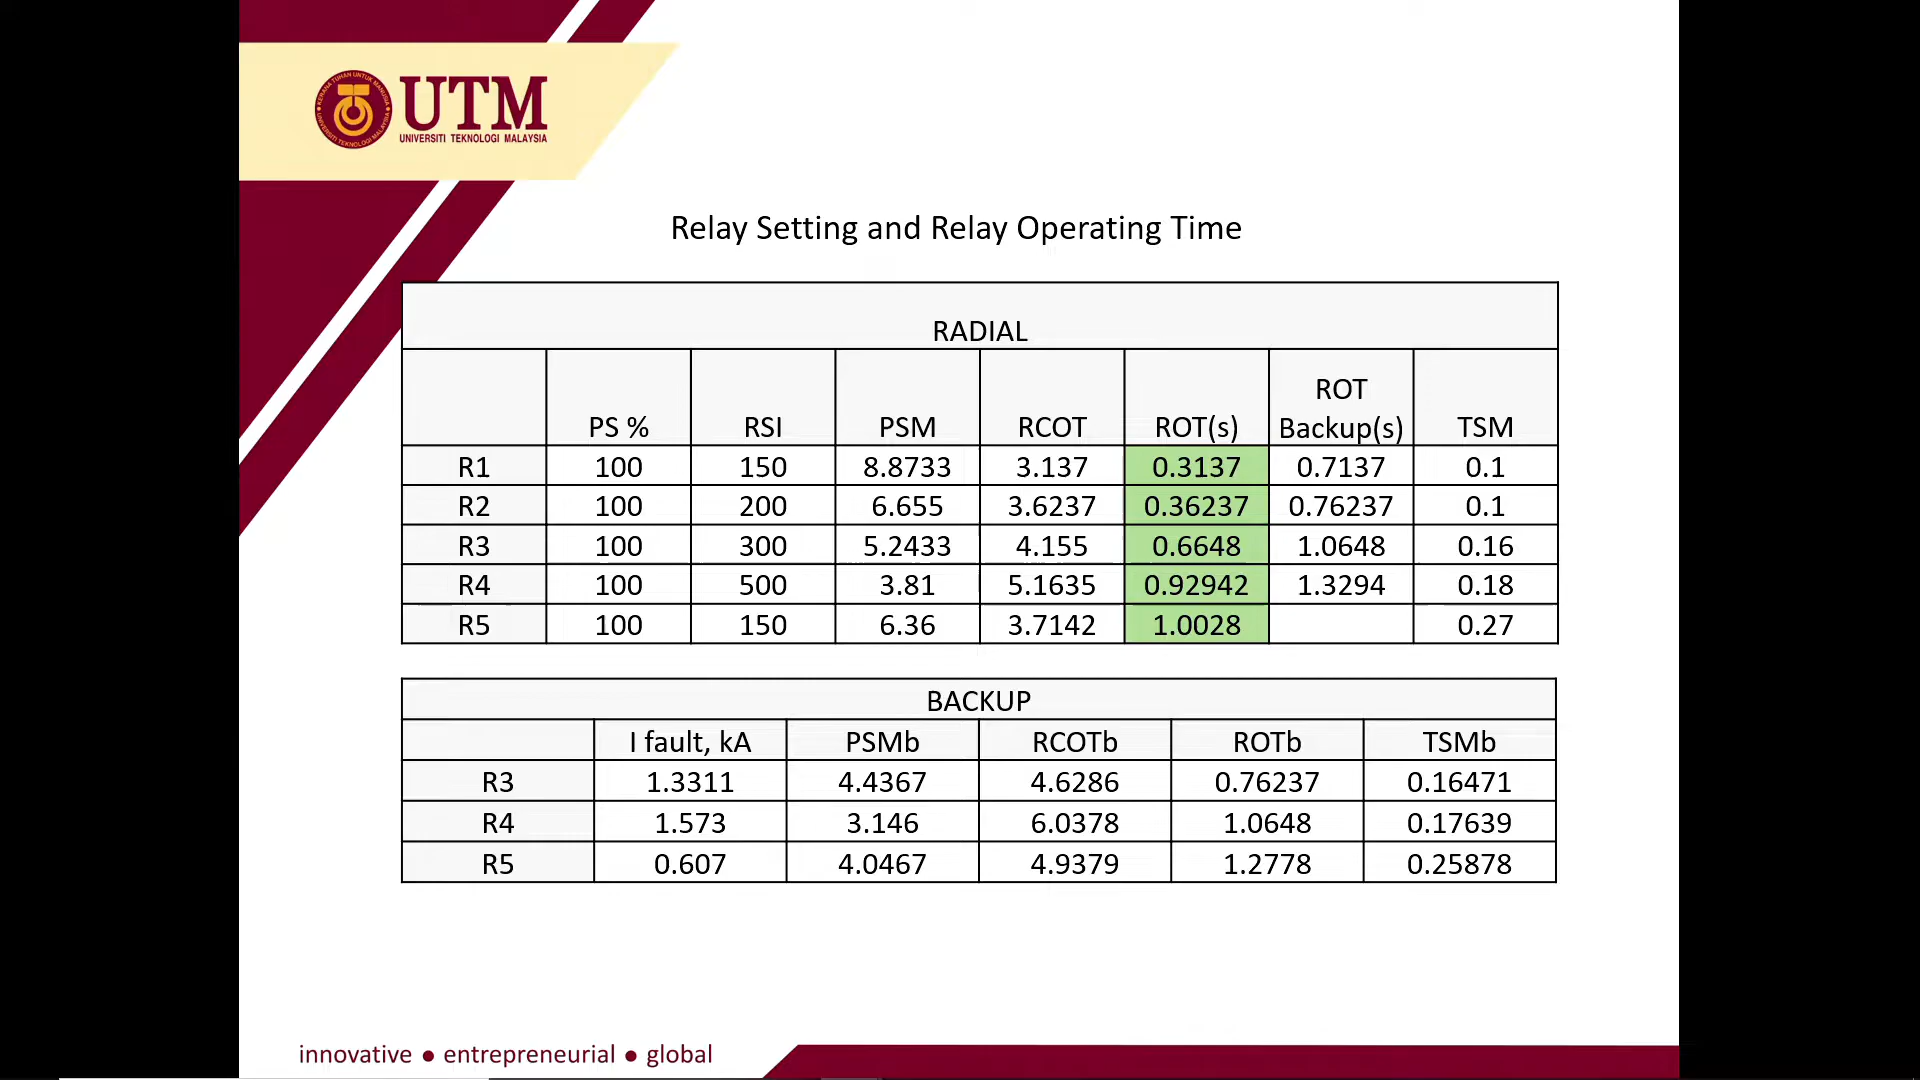 UTM
UNIVERSITI TEKNOLOGI MALAYSIA
Relay Setting and Relay Operating Time
RADIAL
PS % RSI PSM RCOT ROT(s) ROT Backup(s) TSM
R1 100 150 8.8733 3.137 0.3137 0.7137 0.1
R2 100 200 6.655 3.6237 0.36237 0.76237 0.1
R3 100 300 5.2433 4.155 0.6648 1.0648 0.16
R4 100 500 3.81 5.1635 0.92942 1.3294 0.18
R5 100 150 6.36 3.7142 1.0028 0.27
BACKUP
I fault, kA PSMb RCOTb ROTb TSMb
R3 1.3311 4.4367 4.6286 0.76237 0.16471
R4 1.573 3.146 6.0378 1.0648 0.17639
R5 0.607 4.0467 4.9379 1.2778 0.25878
innovative ● entrepreneurial ● global